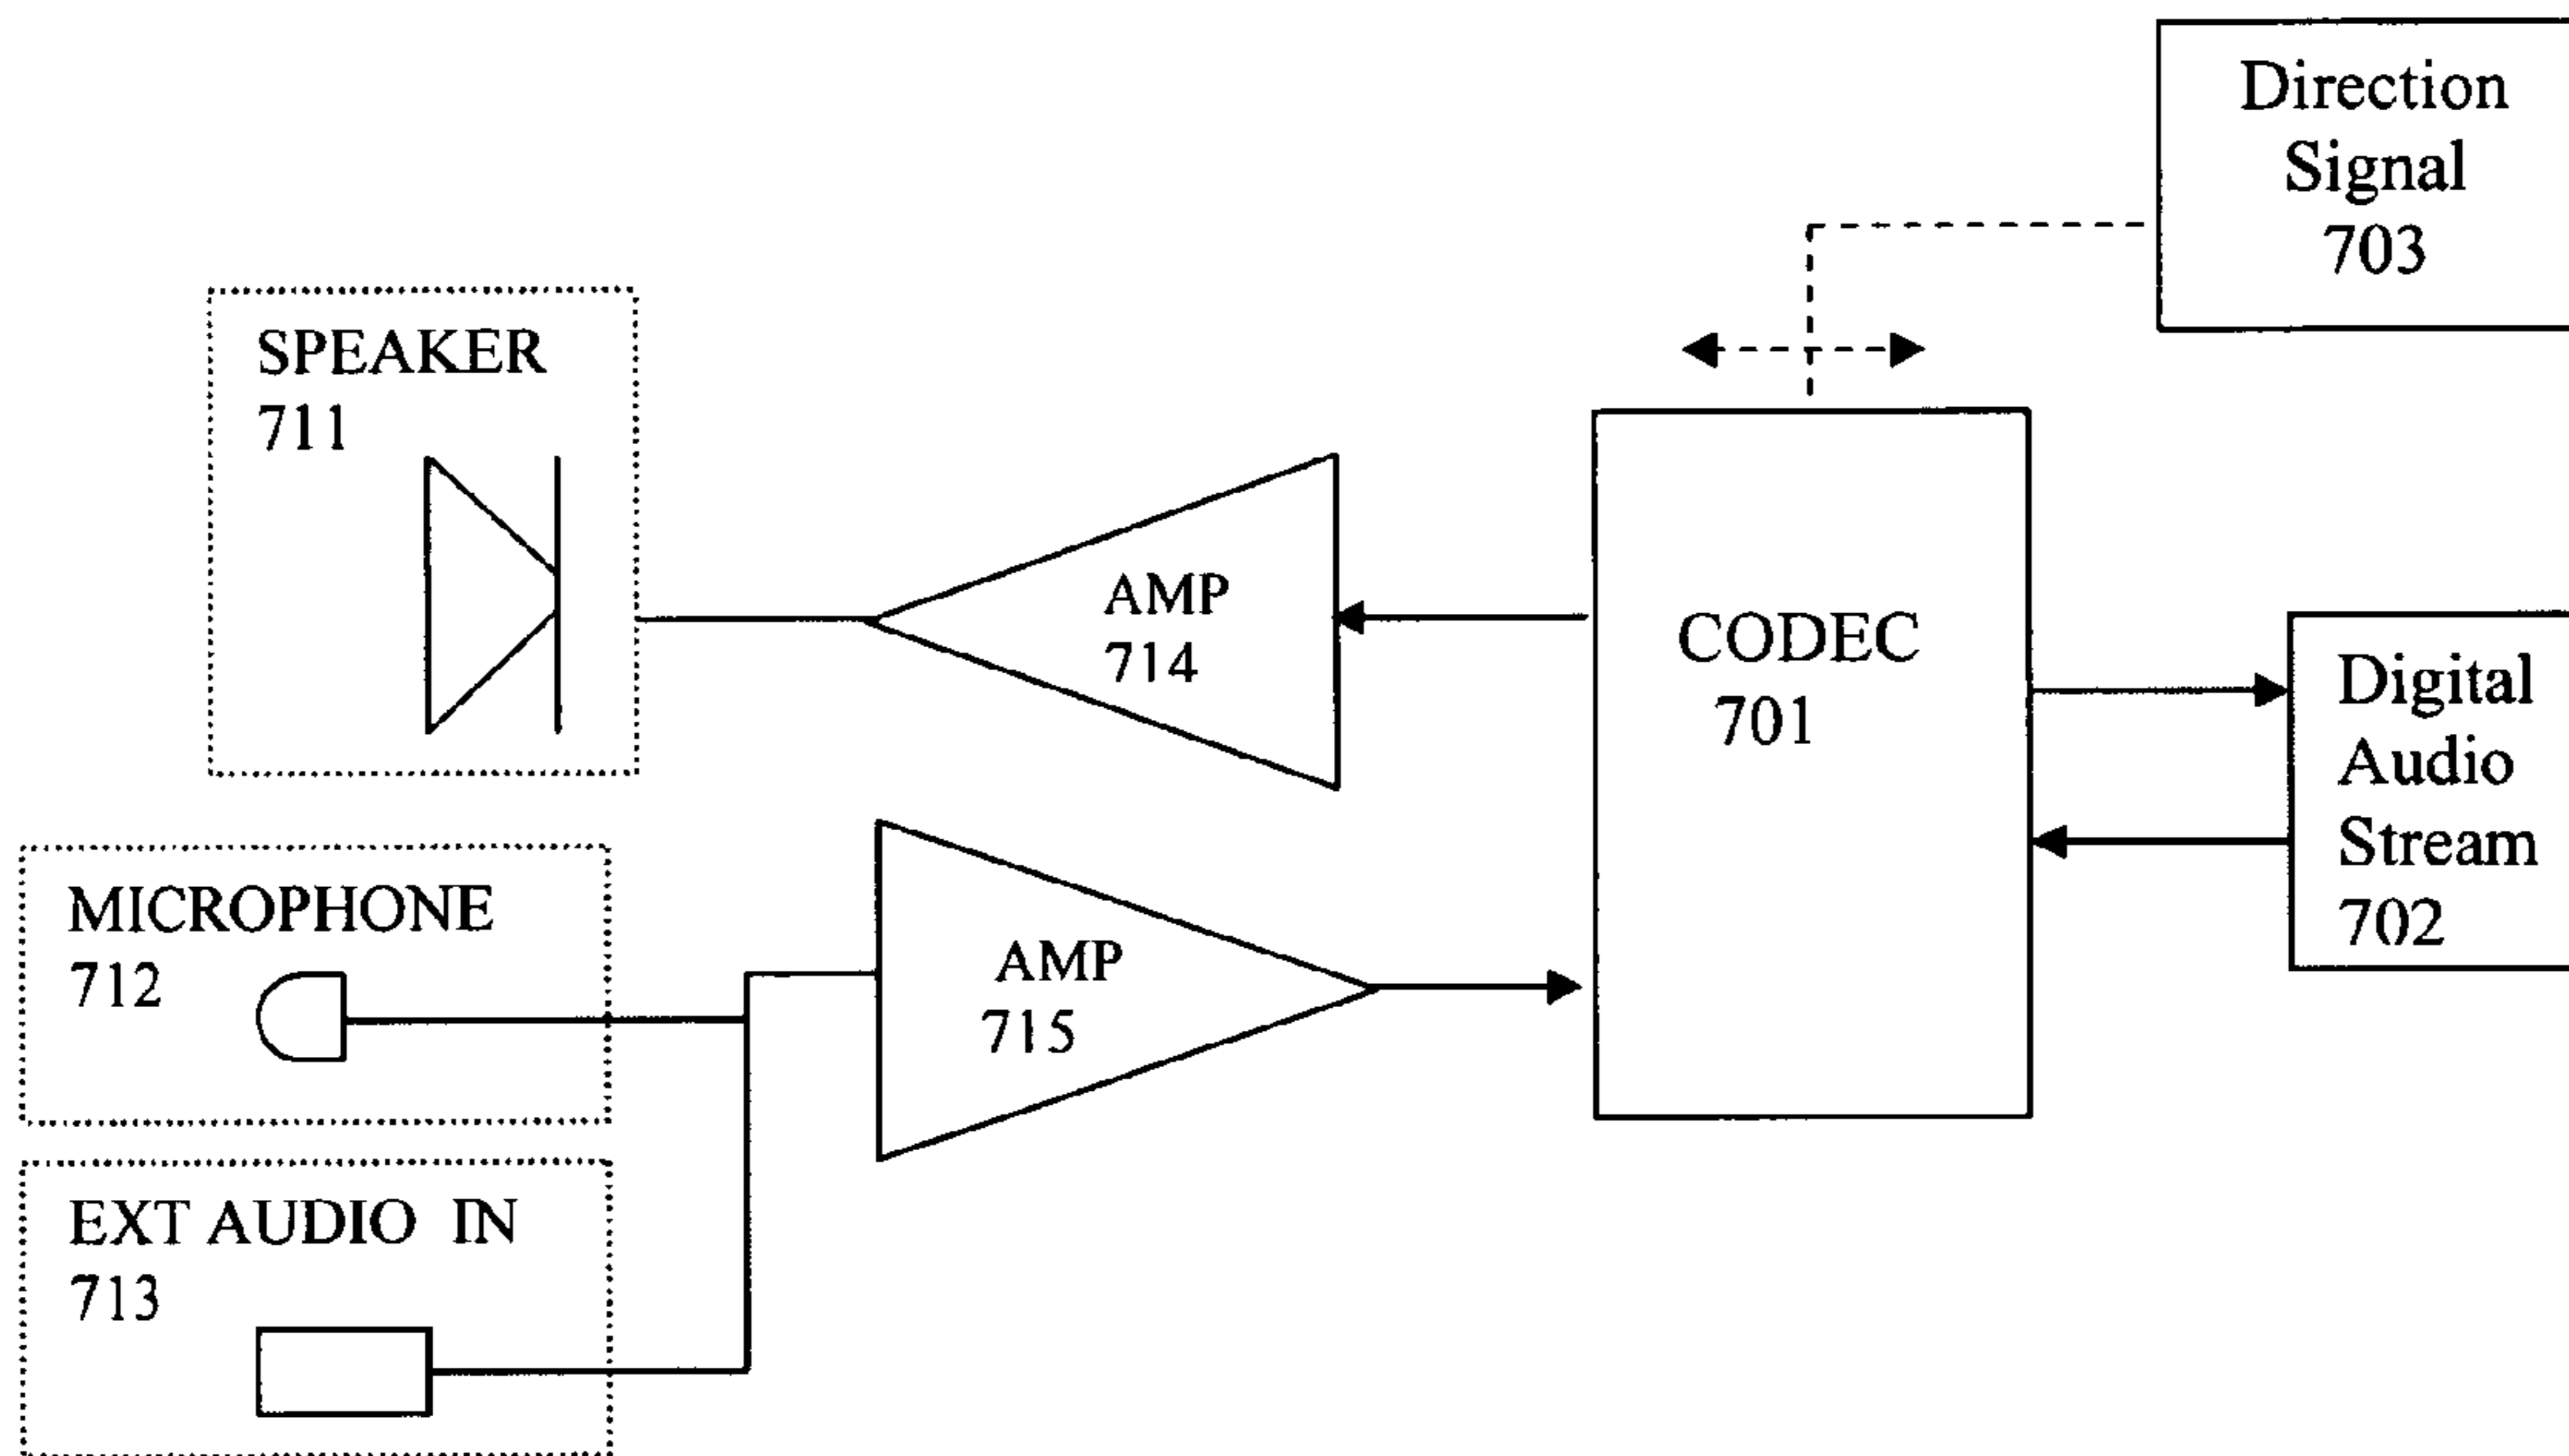 Direction
Signal
703
SPEAKER
711
AMP
714
CODEC
701
Digital
Audio
Stream
702
MICROPHONE
712
AMP
715
EXT AUDIO IN
713